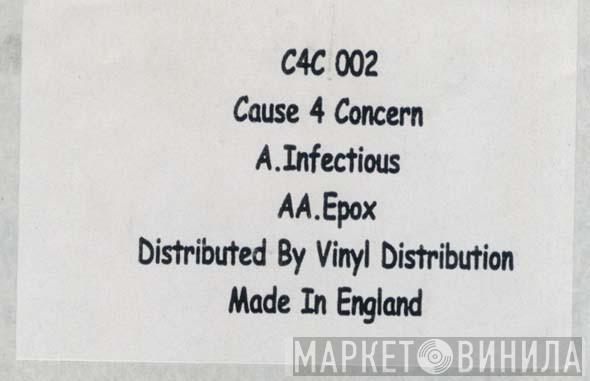 C4C 002
Cause 4 Concern
A.Infectious
AA.Epox
Distributed By Vinyl Distribution
Made In England
МАРКЕТ ВИНИЛА